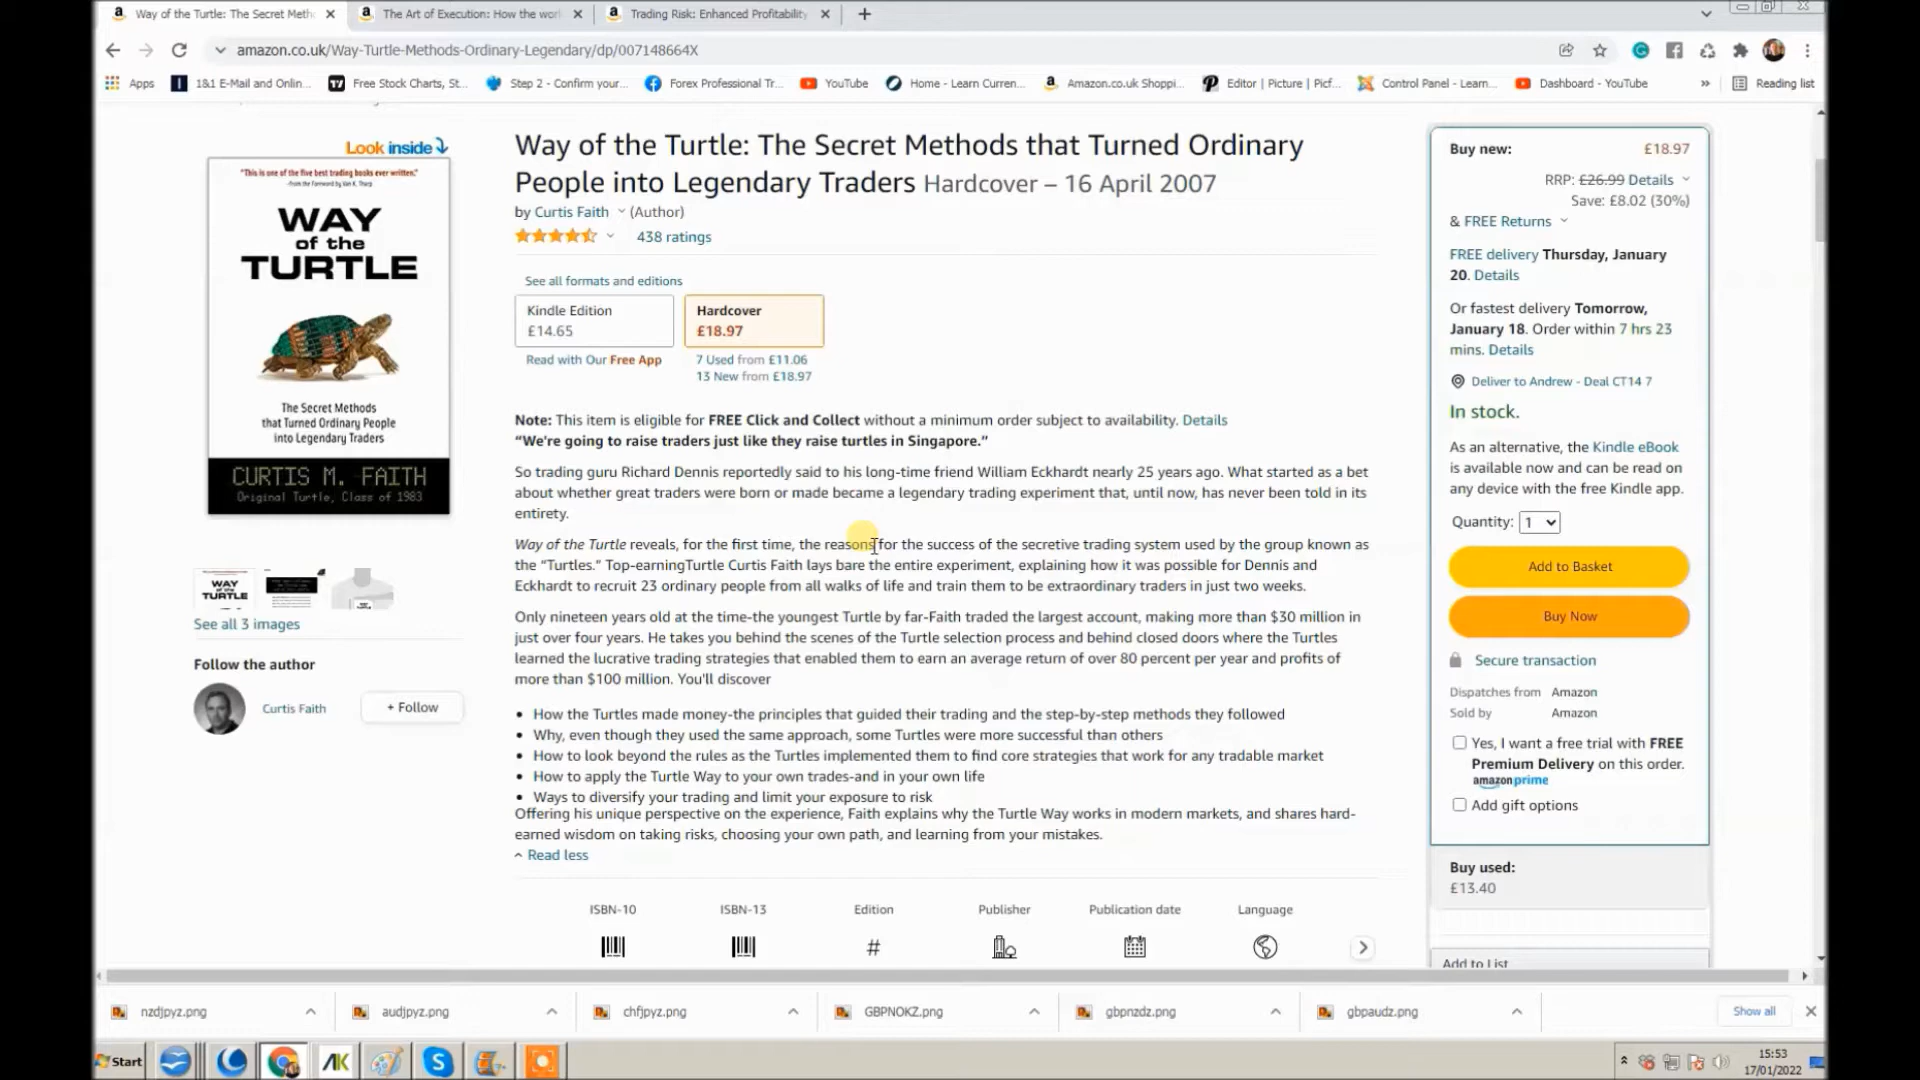 Way of the Turtle: The Secret Meth
The Art of Execution: How the wor
Trading Risk: Enhanced Profitability
amazon.co.uk/Way-Turtle-Methods-Ordinary-Legendary/dp/007148664X
Apps
1&1 E-Mail and Onlin...
Free Stock Charts, St...
Step 2 - Confirm your...
Forex Professional Tr...
YouTube
Home - Learn Curren...
Amazon.co.uk Shoppi...
Editor | Picture | Picf...
Control Panel - Learn...
Dashboard - YouTube
»
Reading list
Look inside
"This is one of the five best trading books ever written."
-From the Foreword by Van K. Tharp
WAY
of the
TURTLE
The Secret Methods
that Turned Ordinary People
into Legendary Traders
CURTIS M. FAITH
Original Turtle, Class of 1983
See all 3 images
Follow the author
Curtis Faith
+ Follow
Way of the Turtle: The Secret Methods that Turned Ordinary
People into Legendary Traders Hardcover – 16 April 2007
by Curtis Faith (Author)
438 ratings
See all formats and editions
Kindle Edition
£14.65
Read with Our Free App
Hardcover
£18.97
7 Used from £11.06
13 New from £18.97
Note: This item is eligible for FREE Click and Collect without a minimum order subject to availability. Details
“We're going to raise traders just like they raise turtles in Singapore.”
So trading guru Richard Dennis reportedly said to his long-time friend William Eckhardt nearly 25 years ago. What started as a bet
about whether great traders were born or made became a legendary trading experiment that, until now, has never been told in its
entirety.
Way of the Turtle reveals, for the first time, the reasons for the success of the secretive trading system used by the group known as
the “Turtles.” Top-earningTurtle Curtis Faith lays bare the entire experiment, explaining how it was possible for Dennis and
Eckhardt to recruit 23 ordinary people from all walks of life and train them to be extraordinary traders in just two weeks.
Only nineteen years old at the time-the youngest Turtle by far-Faith traded the largest account, making more than $30 million in
just over four years. He takes you behind the scenes of the Turtle selection process and behind closed doors where the Turtles
learned the lucrative trading strategies that enabled them to earn an average return of over 80 percent per year and profits of
more than $100 million. You'll discover
• How the Turtles made money-the principles that guided their trading and the step-by-step methods they followed
• Why, even though they used the same approach, some Turtles were more successful than others
• How to look beyond the rules as the Turtles implemented them to find core strategies that work for any tradable market
• How to apply the Turtle Way to your own trades-and in your own life
• Ways to diversify your trading and limit your exposure to risk
Offering his unique perspective on the experience, Faith explains why the Turtle Way works in modern markets, and shares hard-
earned wisdom on taking risks, choosing your own path, and learning from your mistakes.
Read less
ISBN-10
ISBN-13
Edition
Publisher
Publication date
Language
#
Buy new: £18.97
RRP: £26.99 Details
Save: £8.02 (30%)
& FREE Returns
FREE delivery Thursday, January
20. Details
Or fastest delivery Tomorrow,
January 18. Order within 7 hrs 23
mins. Details
Deliver to Andrew - Deal CT14 7
In stock.
As an alternative, the Kindle eBook
is available now and can be read on
any device with the free Kindle app.
Quantity: 1
Add to Basket
Buy Now
Secure transaction
Dispatches from Amazon
Sold by Amazon
Yes, I want a free trial with FREE
Premium Delivery on this order.
amazonprime
Add gift options
Buy used:
£13.40
Add to List
nzdjpyz.png
audjpyz.png
chfjpyz.png
GBPNOKZ.png
gbpnzdz.png
gbpaudz.png
Show all
Start
AK
S
15:53
17/01/2022